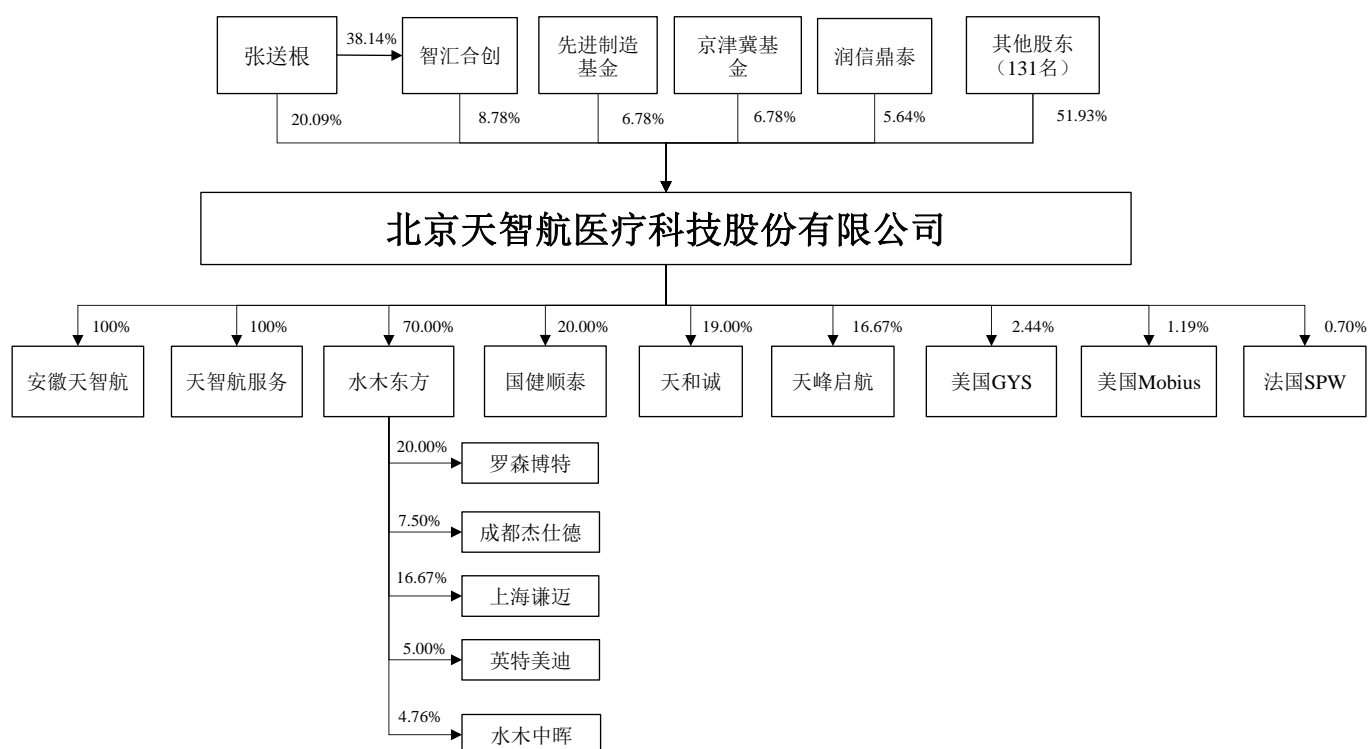 张送根
38.14%
智汇合创
先进制造
基金
京津冀基
金
润信鼎泰
其他股东
（131名）
20.09%
8.78%
6.78%
6.78%
5.64%
51.93%
北京天智航医疗科技股份有限公司
100%
100%
70.00%
20.00%
19.00%
16.67%
2.44%
1.19%
0.70%
安徽天智航
天智航服务
水木东方
国健顺泰
天和诚
天峰启航
美国GYS
美国Mobius
法国SPW
20.00%
罗森博特
7.50%
成都杰仕德
16.67%
上海谦迈
5.00%
英特美迪
4.76%
水木中晖